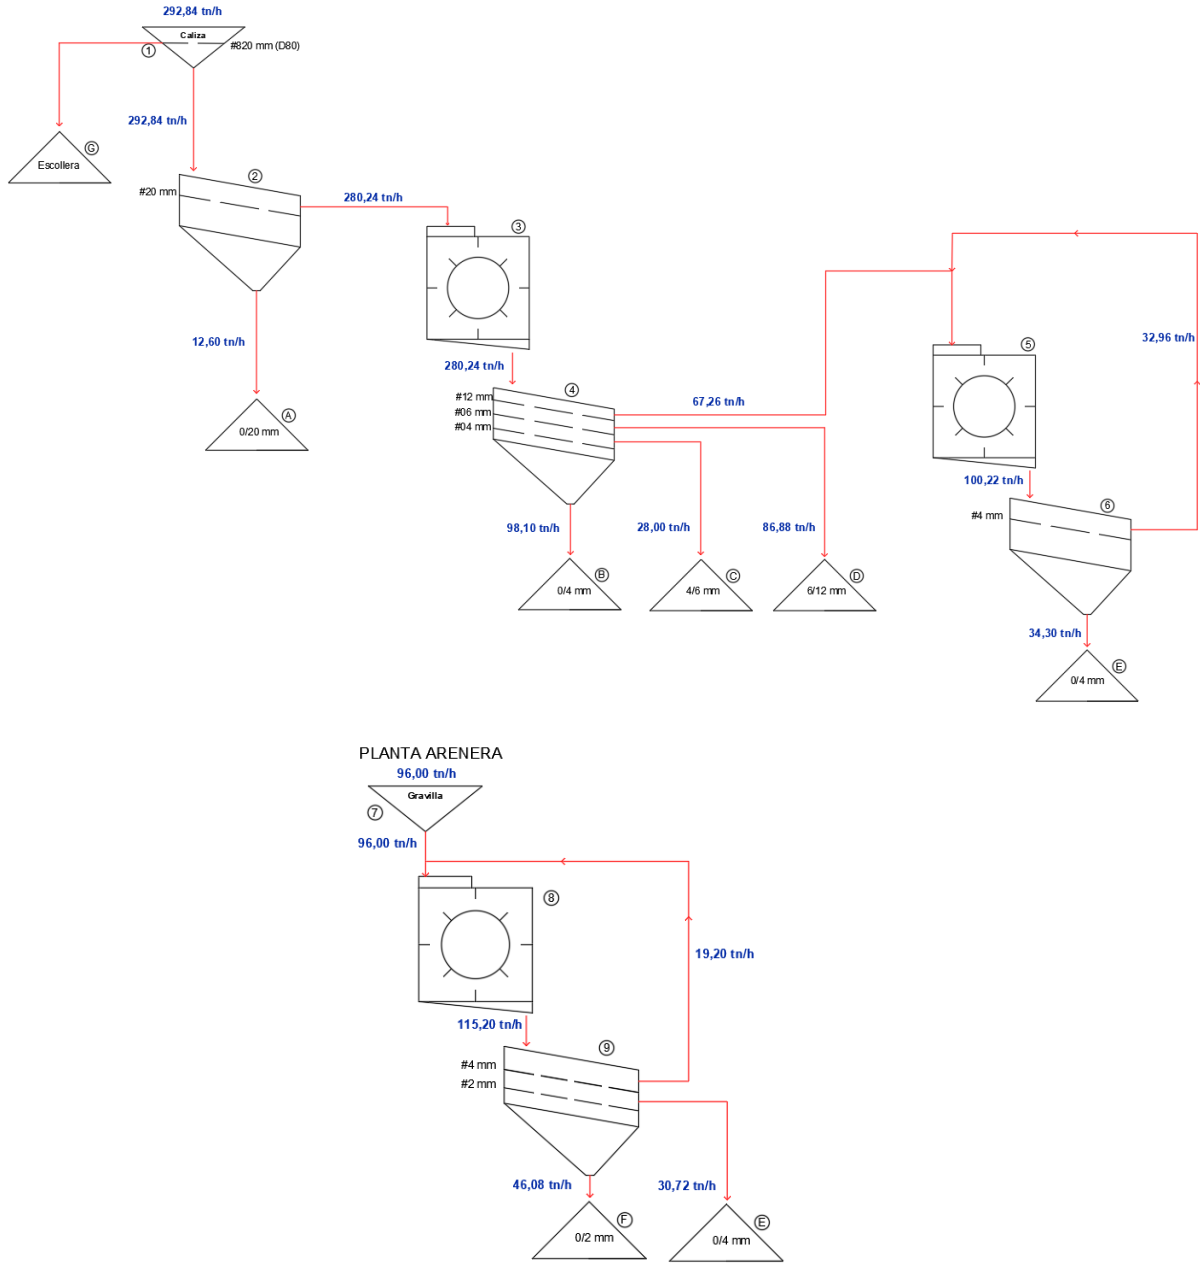 292,84 tn/h
Caliza
#820 mm (D80)
1
292,84 tn/h
G
Escollera
2
#20 mm
280,24 tn/h
3
12,60 tn/h
A
0/20 mm
280,24 tn/h
4
#12 mm
#06 mm
#04 mm
67,26 tn/h
98,10 tn/h
28,00 tn/h
86,88 tn/h
B
0/4 mm
C
4/6 mm
D
6/12 mm
32,96 tn/h
5
100,22 tn/h
6
#4 mm
34,30 tn/h
E
0/4 mm
PLANTA ARENERA
96,00 tn/h
Gravilla
7
96,00 tn/h
8
19,20 tn/h
115,20 tn/h
9
#4 mm
#2 mm
46,08 tn/h
30,72 tn/h
F
0/2 mm
E
0/4 mm